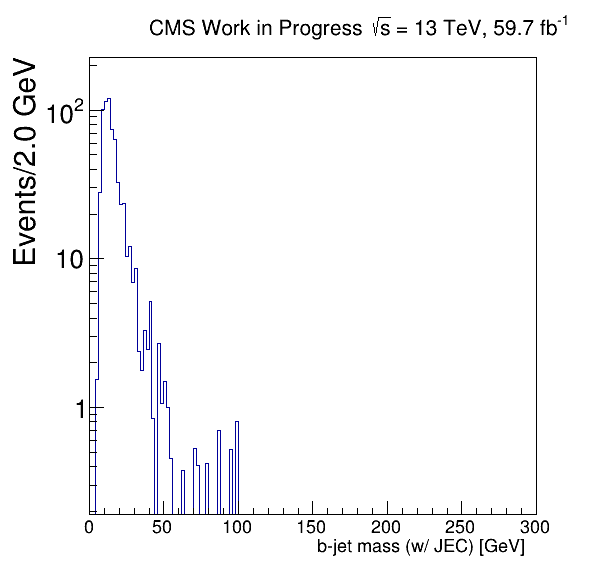 CMS Work in Progress √s = 13 TeV, 59.7 fb⁻¹
Events/2.0 GeV
10²
10
1
0 50 100 150 200 250 300
b-jet mass (w/ JEC) [GeV]